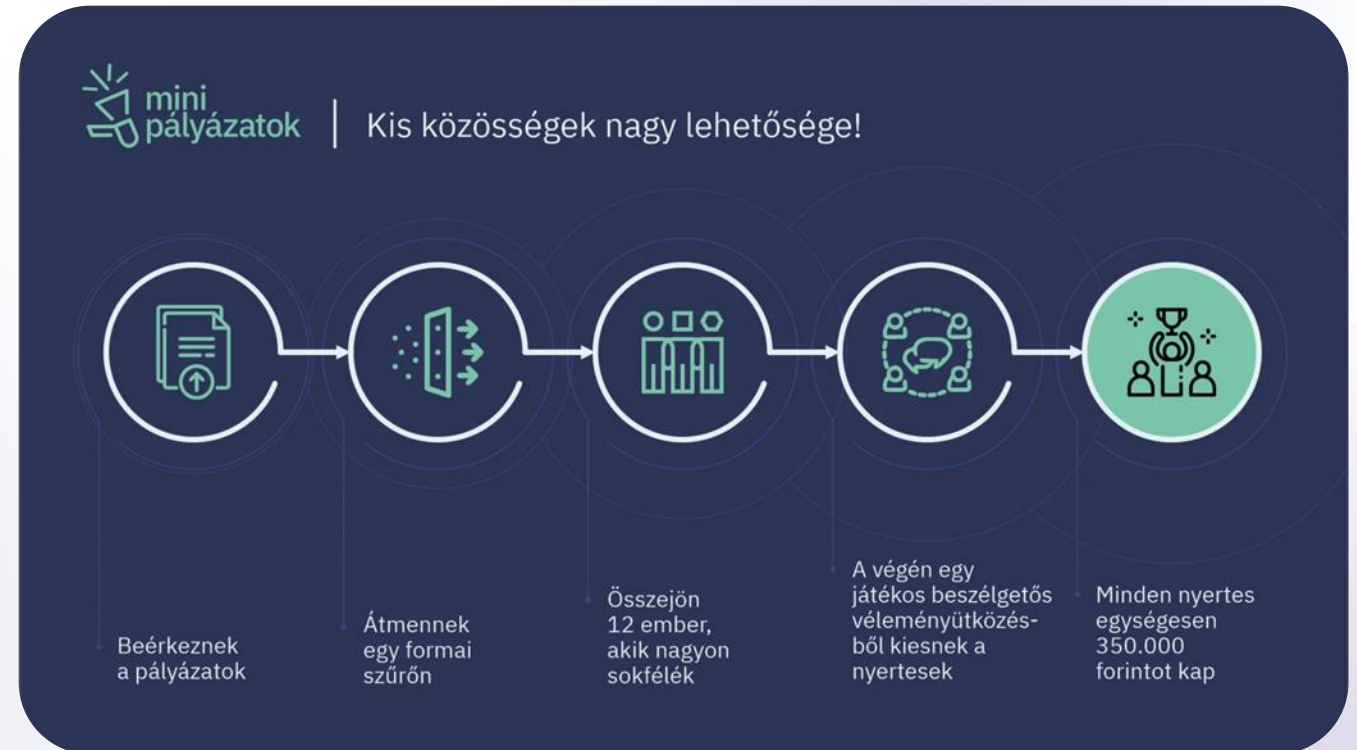 mini
pályázatok
Kis közösségek nagy lehetősége!
Beérkeznek
a pályázatok
Átmennek
egy formai
szűrőn
Összejön
12 ember,
akik nagyon
sokfélék
A végén egy
játékos beszélgetős
véleményütközés-
ből kiesnek a
nyertesek
Minden nyertes
egységesen
350.000
forintot kap